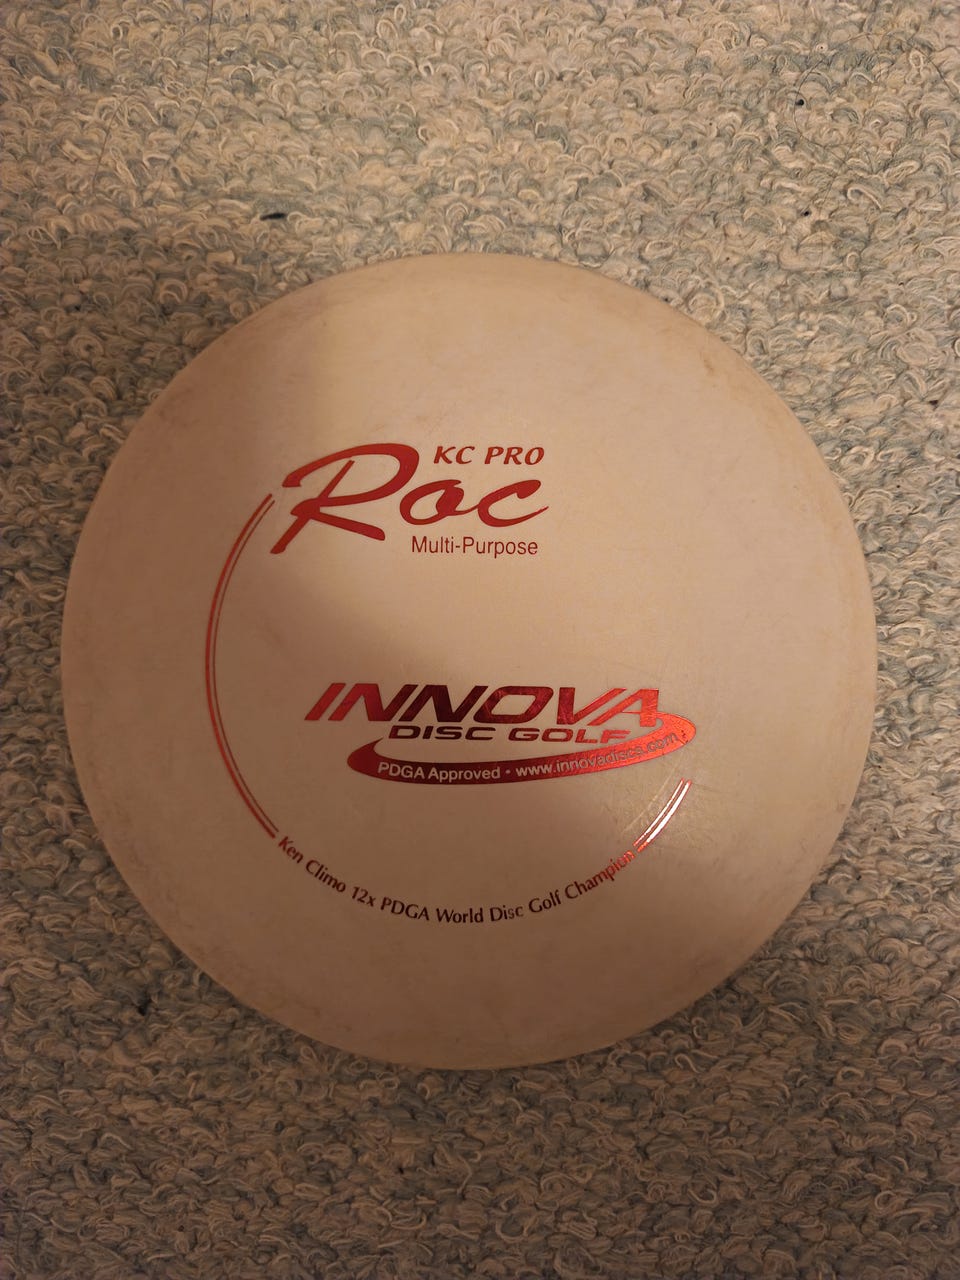 KC PRO
Roc
Multi-Purpose
INNOVA
DISC GOLF
PDGA Approved • www.innovadiscs.com
Ken Climo 12x PDGA World Disc Golf Champion